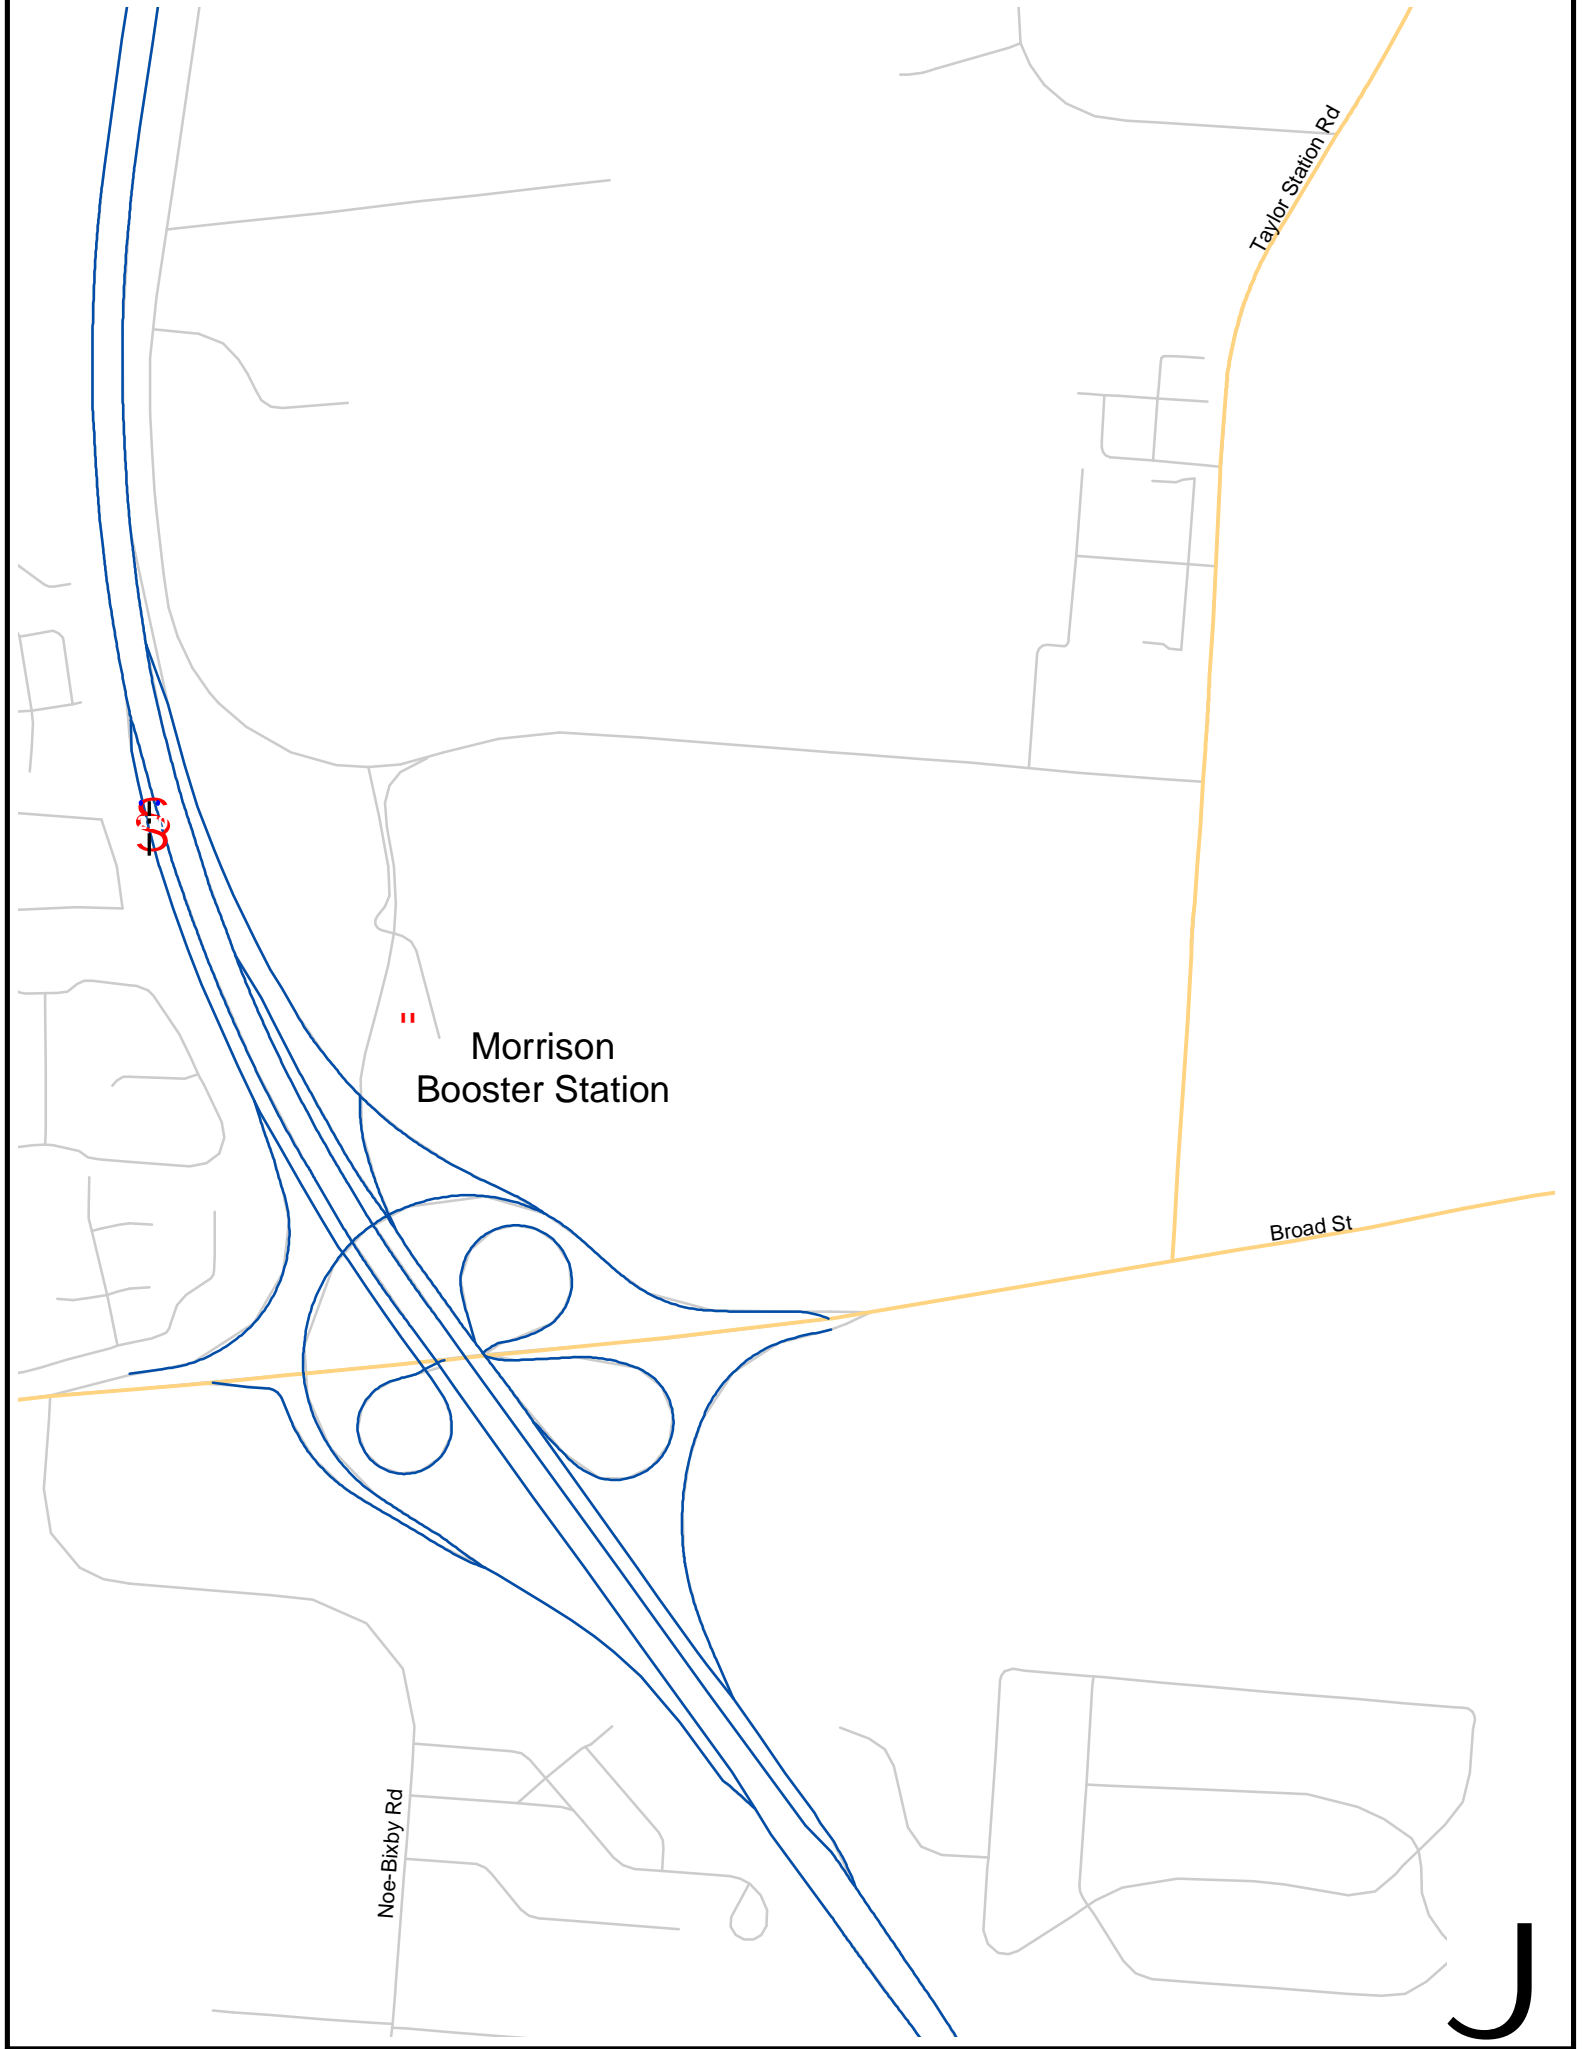 Taylor Station Rd
"
Morrison
Booster Station
Broad St
Noe-Bixby Rd
J